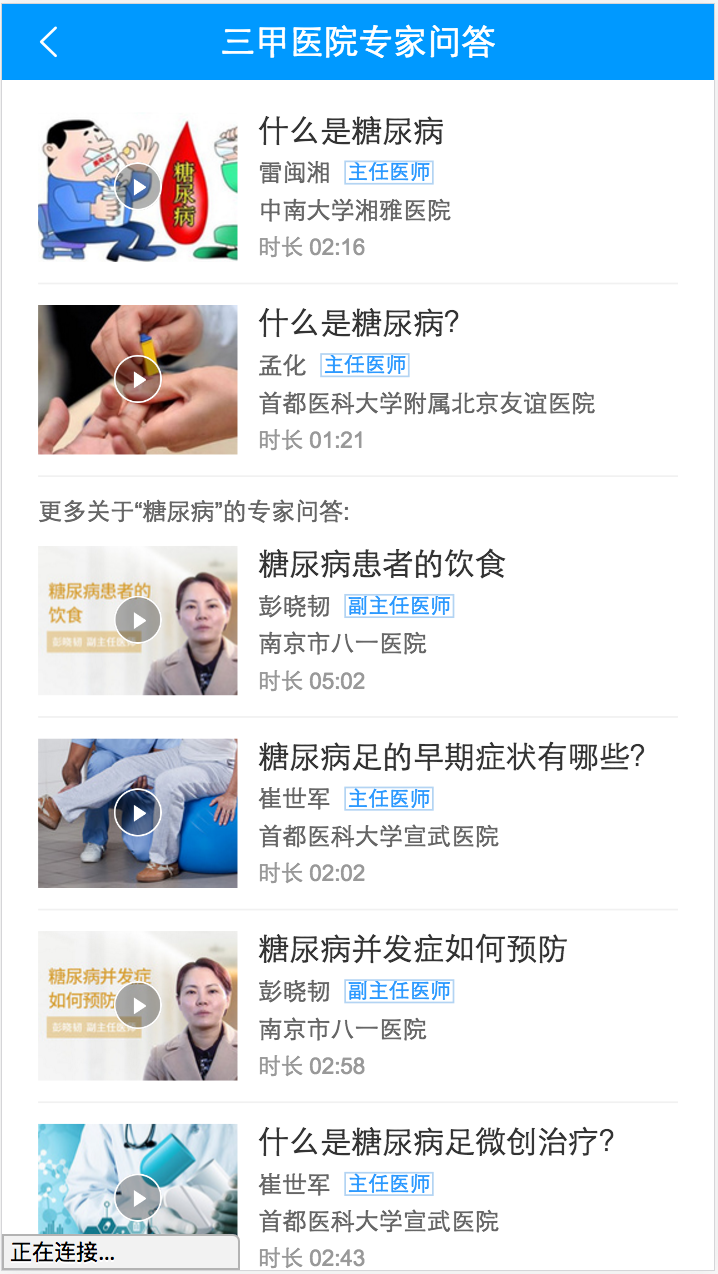 三甲医院专家问答
糖尿病
什么是糖尿病
雷闽湘 主任医师
中南大学湘雅医院
时长 02:16
什么是糖尿病?
孟化 主任医师
首都医科大学附属北京友谊医院
时长 01:21
更多关于“糖尿病”的专家问答:
糖尿病患者的
饮食
彭晓韧 副主任医师
糖尿病患者的饮食
彭晓韧 副主任医师
南京市八一医院
时长 05:02
糖尿病足的早期症状有哪些?
崔世军 主任医师
首都医科大学宣武医院
时长 02:02
糖尿病并发症
如何预防
彭晓韧 副主任医师
糖尿病并发症如何预防
彭晓韧 副主任医师
南京市八一医院
时长 02:58
什么是糖尿病足微创治疗?
崔世军 主任医师
首都医科大学宣武医院
时长 02:43
正在连接...